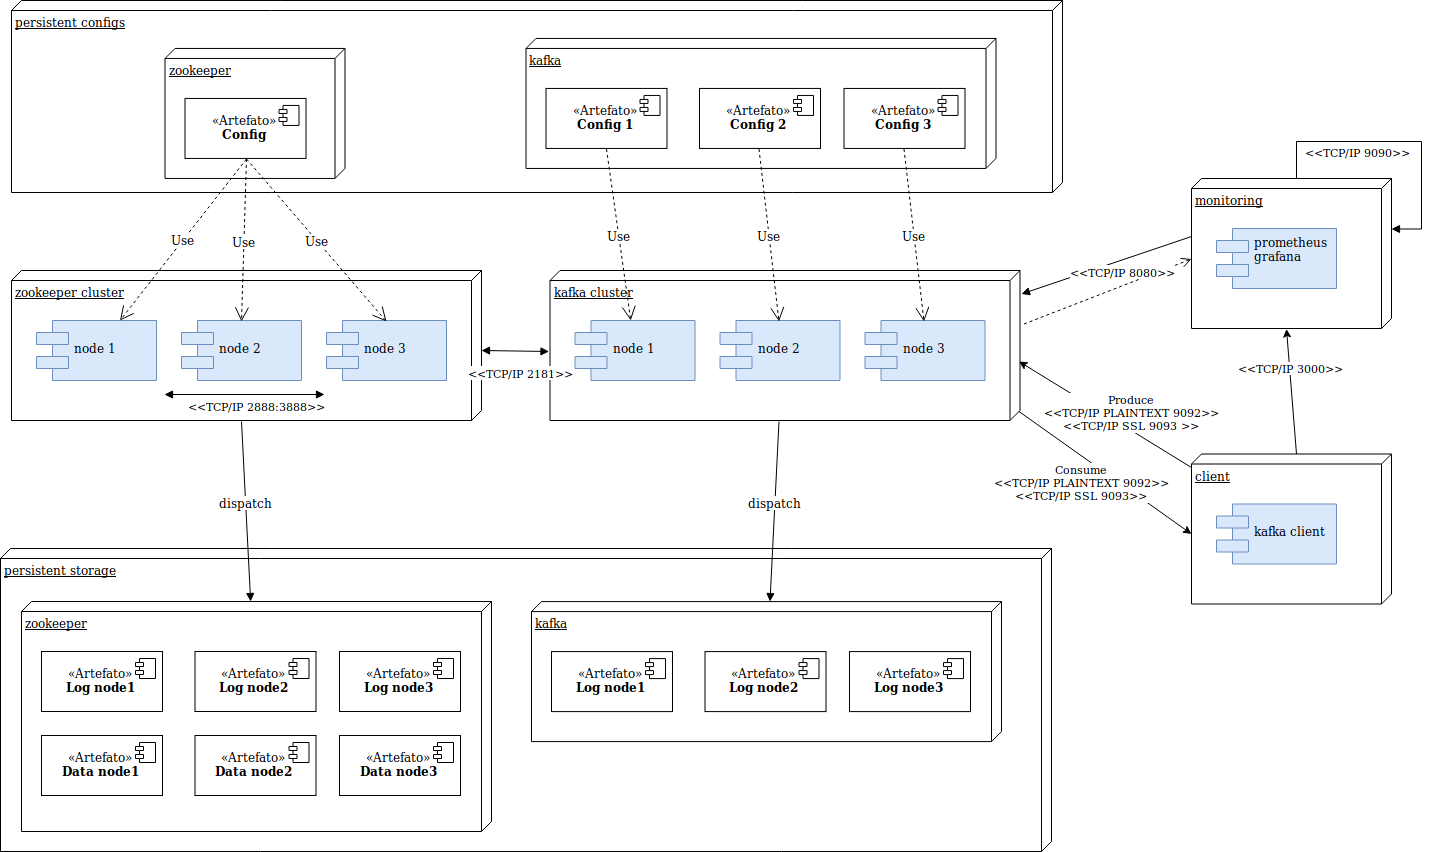 persistent configs
zookeeper
«Artefato»
Config
kafka
«Artefato»
Config 1
«Artefato»
Config 2
«Artefato»
Config 3
Use
Use
Use
Use
Use
Use
<<TCP/IP 9090>>
monitoring
prometheus
grafana
<<TCP/IP 8080>>
zookeeper cluster
node 1
node 2
node 3
<<TCP/IP 2888:3888>>
<<TCP/IP 2181>>
kafka cluster
node 1
node 2
node 3
<<TCP/IP 3000>>
Produce
<<TCP/IP PLAINTEXT 9092>>
<<TCP/IP SSL 9093 >>
Consume
<<TCP/IP PLAINTEXT 9092>>
<<TCP/IP SSL 9093>>
client
kafka client
dispatch
dispatch
persistent storage
zookeeper
«Artefato»
Log node1
«Artefato»
Log node2
«Artefato»
Log node3
«Artefato»
Data node1
«Artefato»
Data node2
«Artefato»
Data node3
kafka
«Artefato»
Log node1
«Artefato»
Log node2
«Artefato»
Log node3